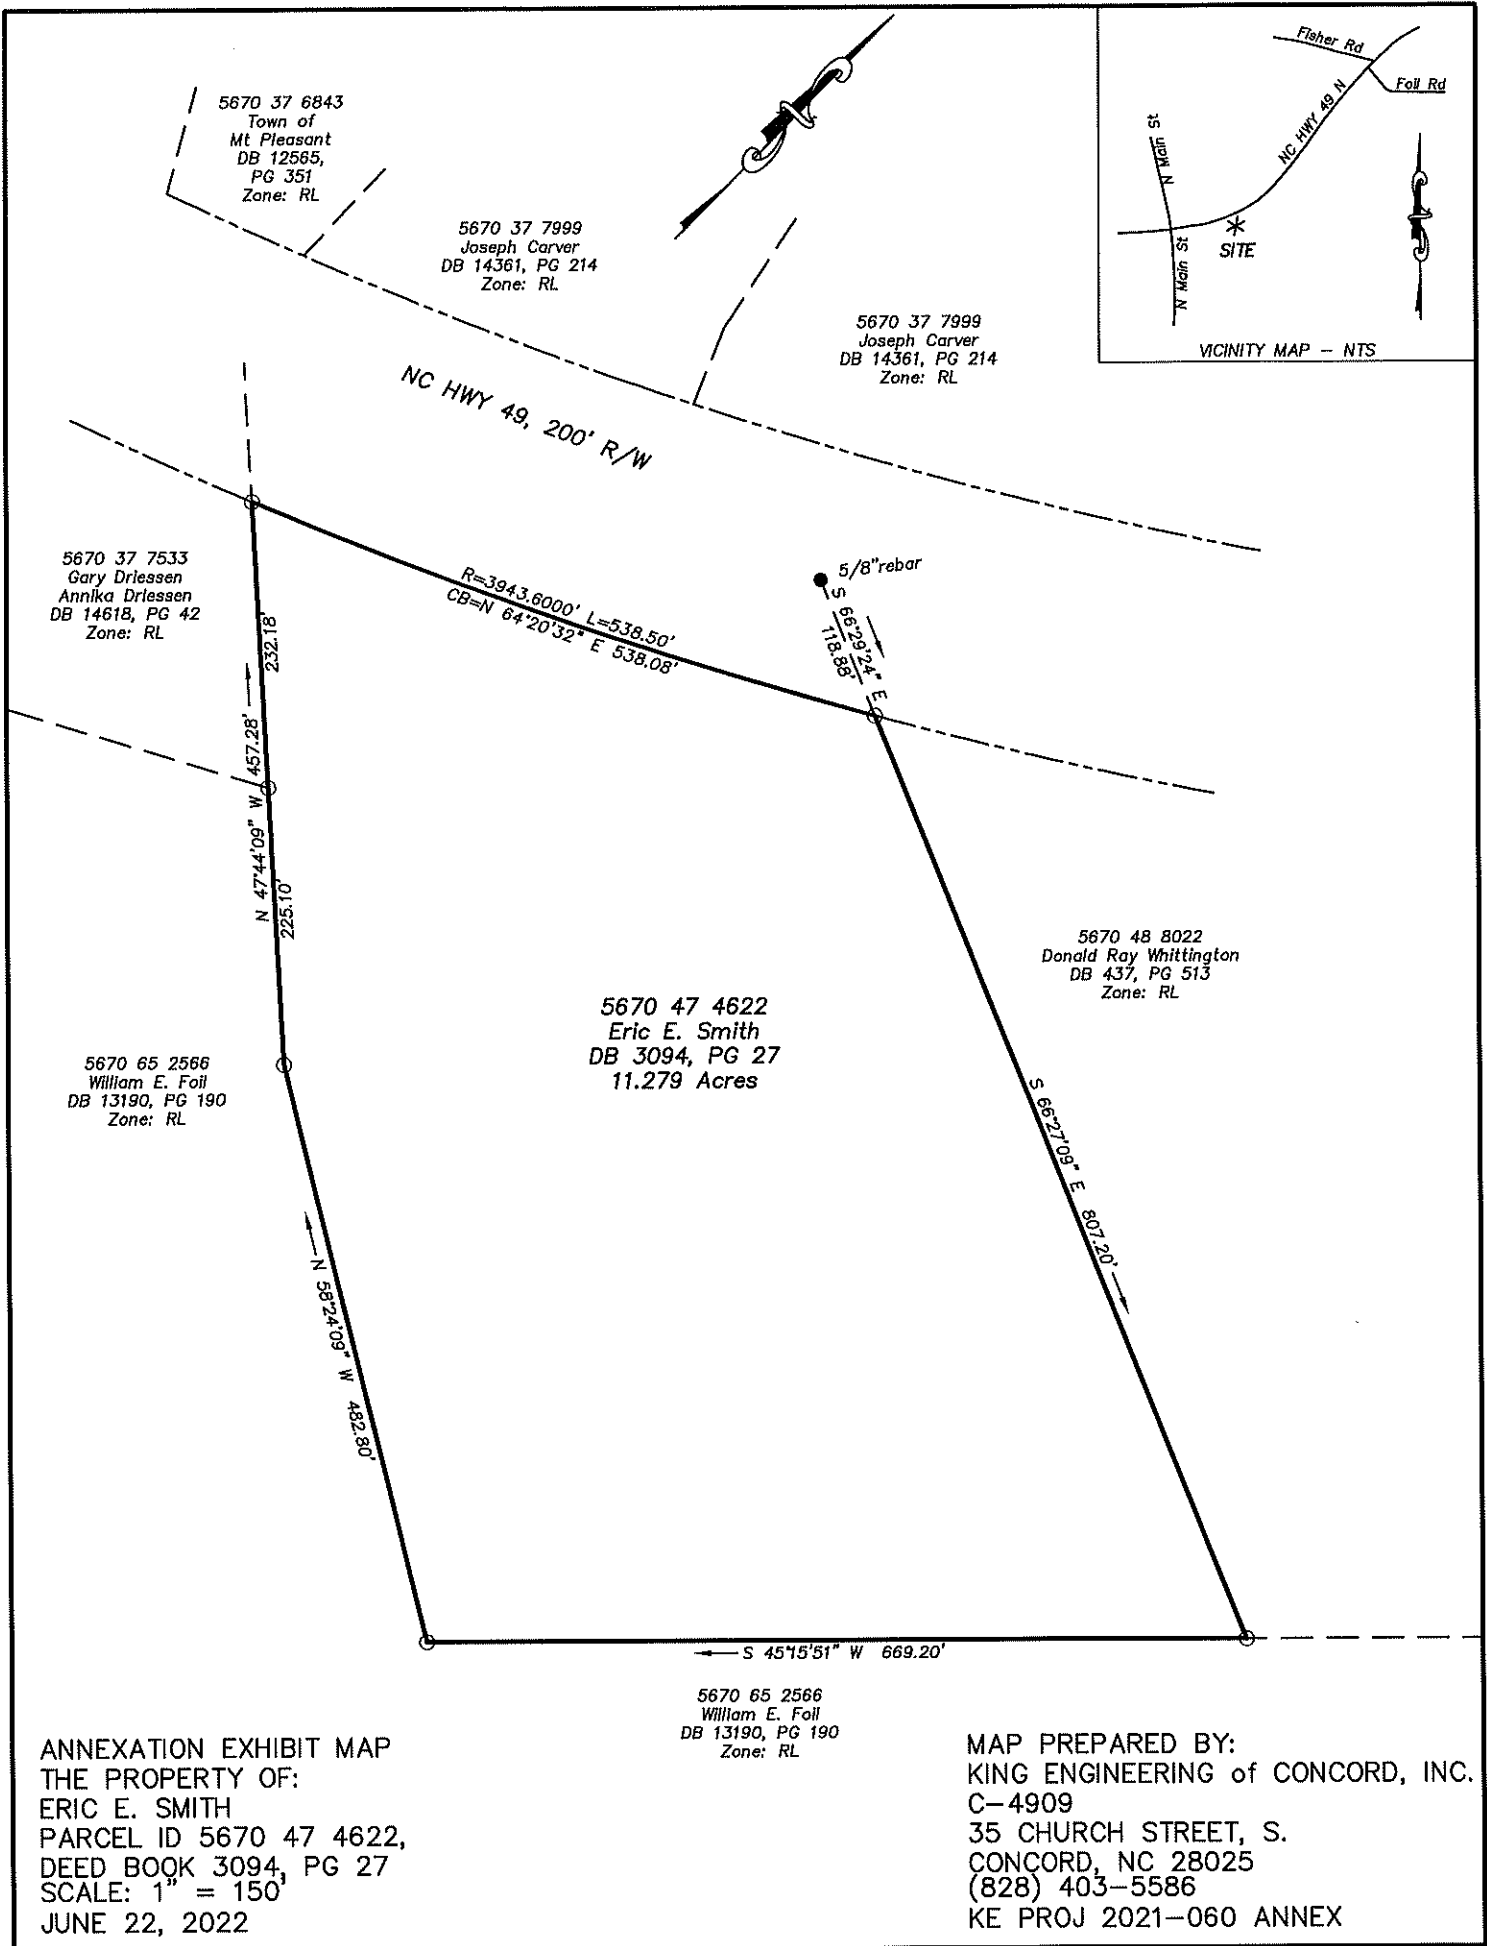 5670 37 6843
Town of
Mt Pleasant
DB 12565,
PG 351
Zone: RL
5670 37 7999
Joseph Carver
DB 14361, PG 214
Zone: RL
5670 37 7999
Joseph Carver
DB 14361, PG 214
Zone: RL
Fisher Rd
Foil Rd
NC HWY 49 N
N Main St
N Main St
SITE
VICINITY MAP - NTS
NC HWY 49, 200' R/W
5670 37 7533
Gary Driessen
Annika Driessen
DB 14618, PG 42
Zone: RL
R=3943.6000' L=538.50'
CB=N 64°20'32" E 538.08'
5/8"rebar
S 66°29'24" E
118.88'
232.18'
N 47°44'09" W 457.28'
225.10'
5670 48 8022
Donald Ray Whittington
DB 437, PG 513
Zone: RL
5670 47 4622
Eric E. Smith
DB 3094, PG 27
11.279 Acres
5670 65 2566
William E. Foil
DB 13190, PG 190
Zone: RL
S 66°27'09" E 807.20'
N 58°24'09" W 482.80'
S 45°15'51" W 669.20'
5670 65 2566
William E. Foil
DB 13190, PG 190
Zone: RL
ANNEXATION EXHIBIT MAP
THE PROPERTY OF:
ERIC E. SMITH
PARCEL ID 5670 47 4622,
DEED BOOK 3094, PG 27
SCALE: 1" = 150'
JUNE 22, 2022
MAP PREPARED BY:
KING ENGINEERING of CONCORD, INC.
C-4909
35 CHURCH STREET, S.
CONCORD, NC 28025
(828) 403-5586
KE PROJ 2021-060 ANNEX